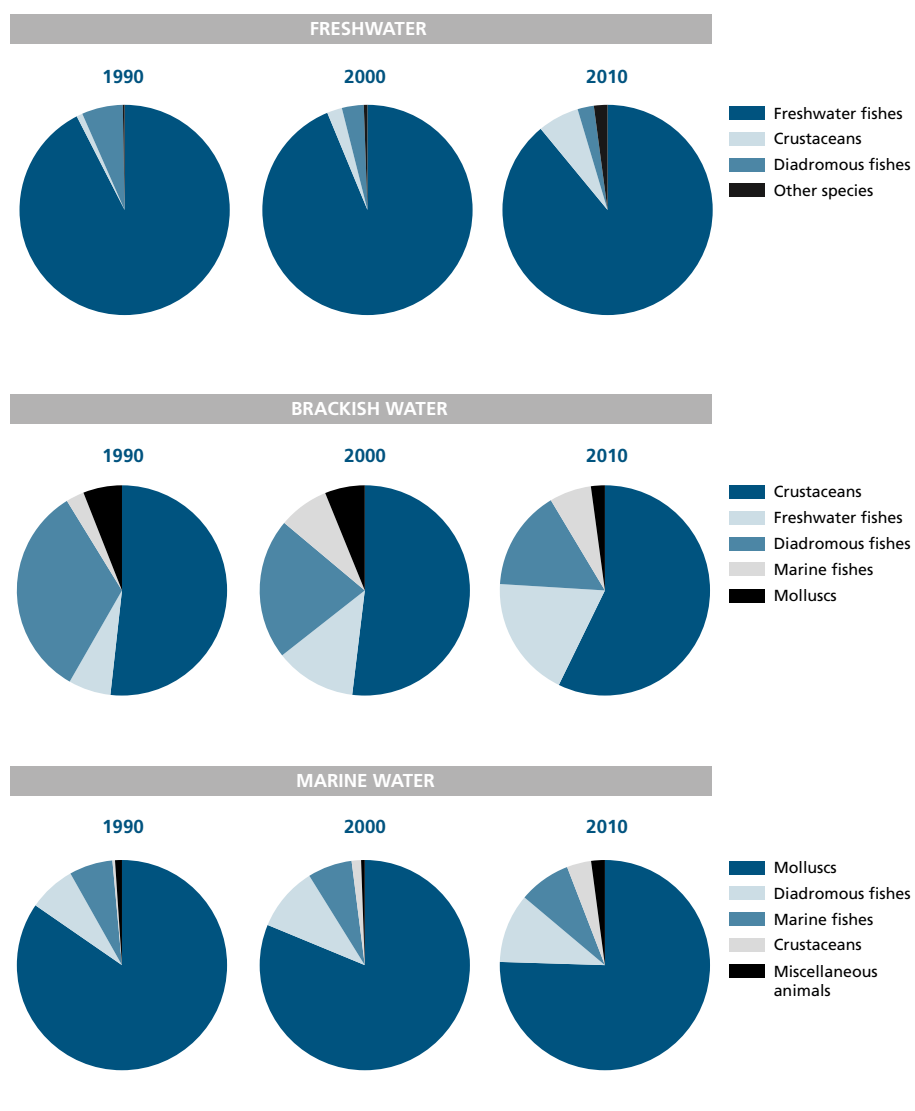 FRESHWATER
1990
2000
2010
Freshwater fishes
Crustaceans
Diadromous fishes
Other species
BRACKISH WATER
1990
2000
2010
Crustaceans
Freshwater fishes
Diadromous fishes
Marine fishes
Molluscs
MARINE WATER
1990
2000
2010
Molluscs
Diadromous fishes
Marine fishes
Crustaceans
Miscellaneous
animals